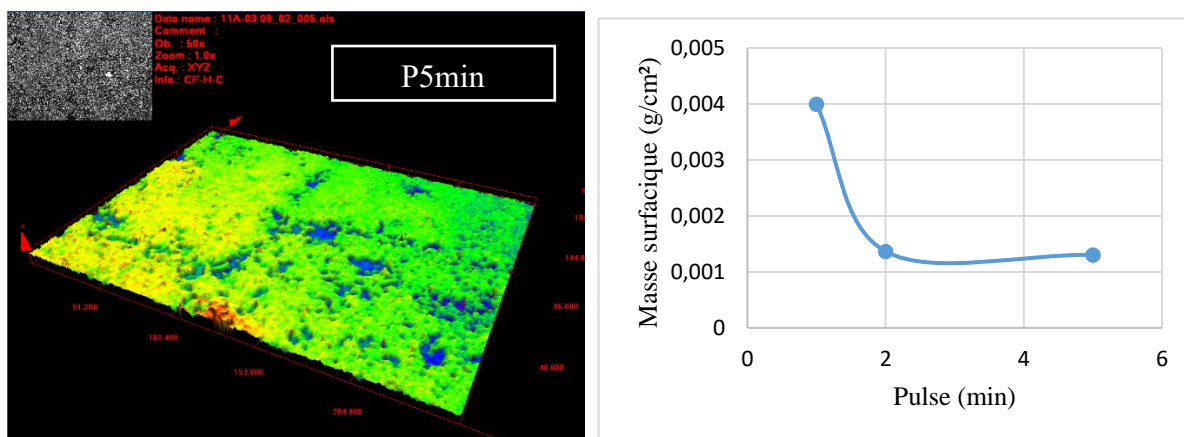 Data name : 11A-03 09_02_005.ols
Comment :
Ob. : 50x
Zoom : 1.0x
Acq. : XYZ
Info.: CF-H-C
P5min
51.200
102.400
153.600
204.800
144.0
96.000
48.000
Masse surfacique (g/cm²)
0,005
0,004
0,003
0,002
0,001
0
0
2
4
6
Pulse (min)